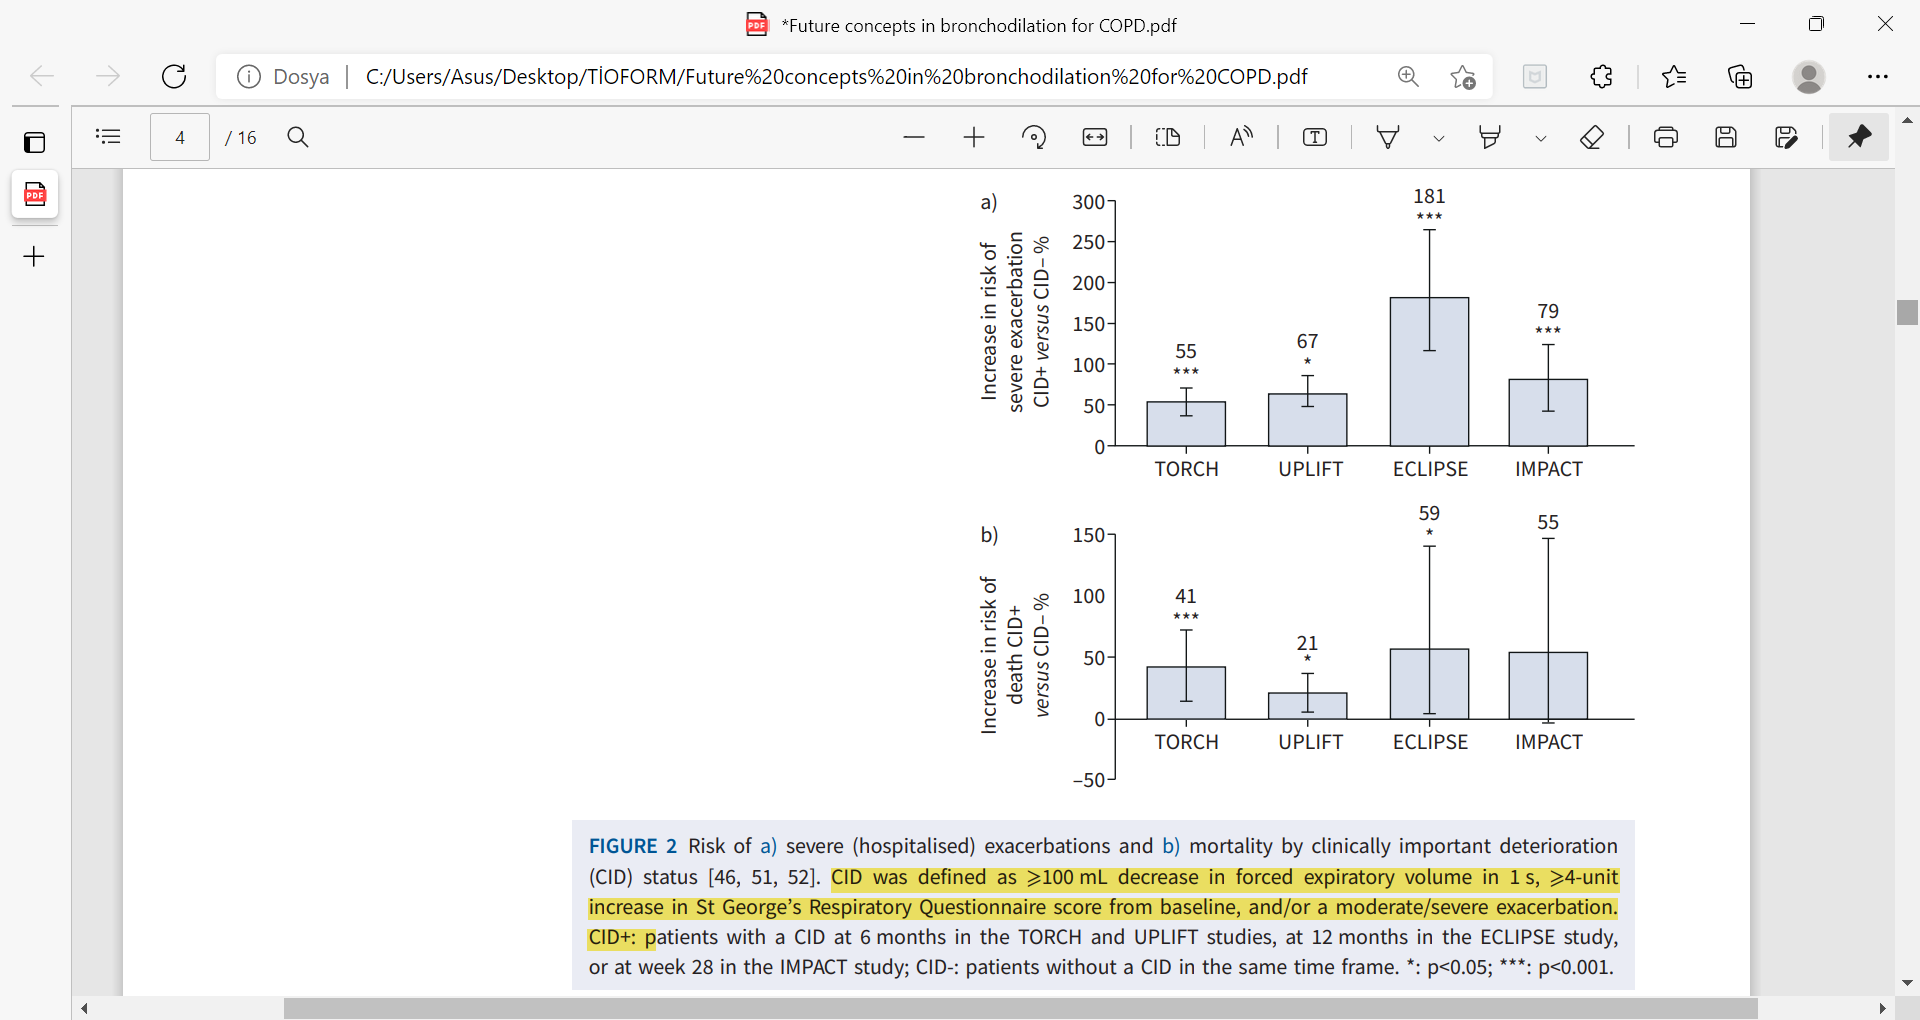 *Future concepts in bronchodilation for COPD.pdf
Dosya
C:/Users/Asus/Desktop/TİOFORM/Future%20concepts%20in%20bronchodilation%20for%20COPD.pdf
4 / 16
PDF
a)
Increase in risk of
severe exacerbation
CID+ versus CID– %
300
250
200
150
100
50
0
55
***
67
*
181
***
79
***
TORCH UPLIFT ECLIPSE IMPACT
b)
Increase in risk of
death CID+
versus CID– %
150
100
50
0
–50
41
***
21
*
59
*
55
TORCH UPLIFT ECLIPSE IMPACT
FIGURE 2 Risk of a) severe (hospitalised) exacerbations and b) mortality by clinically important deterioration
(CID) status [46, 51, 52]. CID was defined as ⩾100 mL decrease in forced expiratory volume in 1 s, ⩾4-unit
increase in St George’s Respiratory Questionnaire score from baseline, and/or a moderate/severe exacerbation.
CID+: patients with a CID at 6 months in the TORCH and UPLIFT studies, at 12 months in the ECLIPSE study,
or at week 28 in the IMPACT study; CID-: patients without a CID in the same time frame. *: p<0.05; ***: p<0.001.